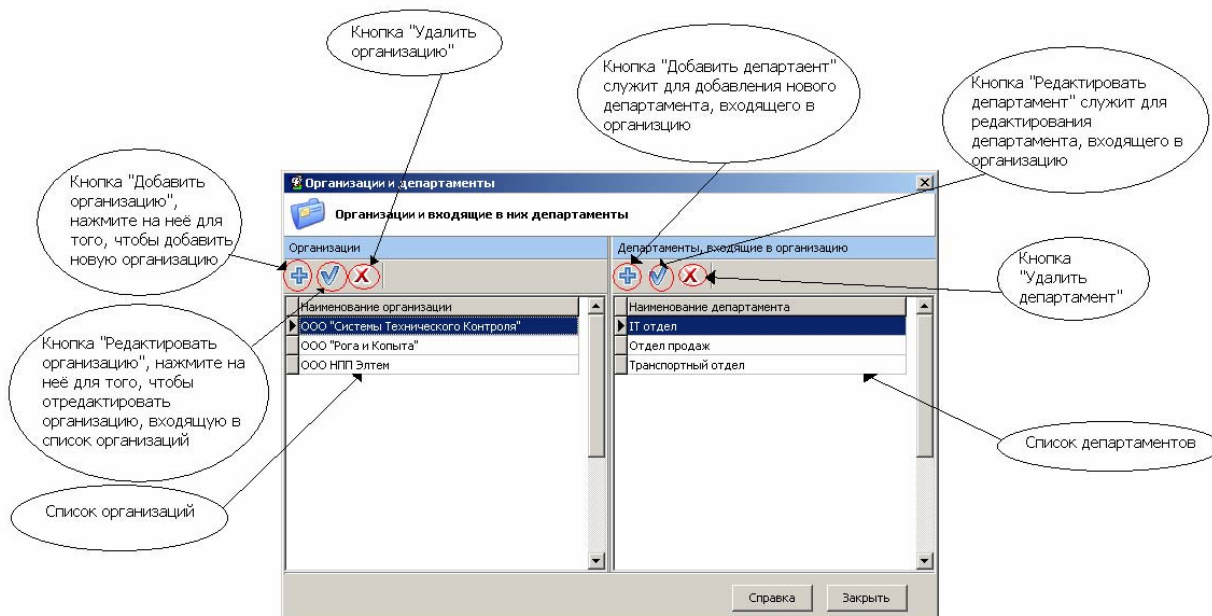 Кнопка "Удалить
организацию"
Кнопка "Добавить департаент"
служит для добавления нового
департамента, входящего в
организцию
Кнопка "Редактировать
департамент" служит для
редактирования
департамента, входящего в
организацию
Кнопка "Добавить
организацию",
нажмите на неё для
того, чтобы добавить
новую организацию
Кнопка "Редактировать
организацию", нажмите на
неё для того, чтобы
отредактировать
организацию, входящую в
список организаций
Список организаций
Организации и департаменты
Организации и входящие в них департаменты
Организации
Наименование организации
ООО "Системы Технического Контроля"
ООО "Рога и Копыта"
ООО НПП Элтем
Департаменты, входящие в организацию
Наименование департамента
IT отдел
Отдел продаж
Транспортный отдел
Справка
Закрыть
Кнопка
"Удалить
департамент"
Список департаментов